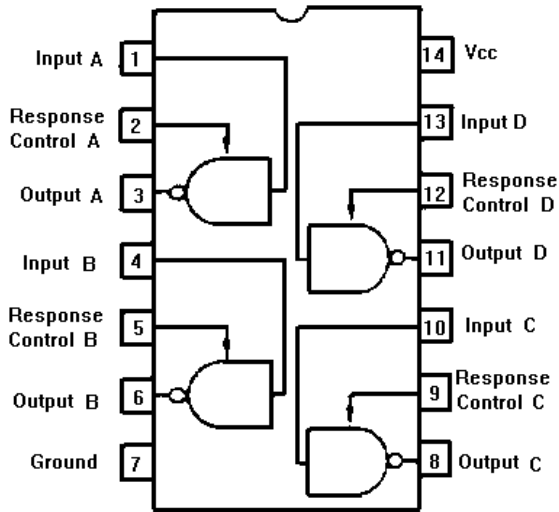 Input A
1
Response
Control A
2
Output A
3
Input B
4
Response
Control B
5
Output B
6
Ground
7
14
Vcc
13
Input D
12
Response
Control D
11
Output D
10
Input C
9
Response
Control C
8
Output C